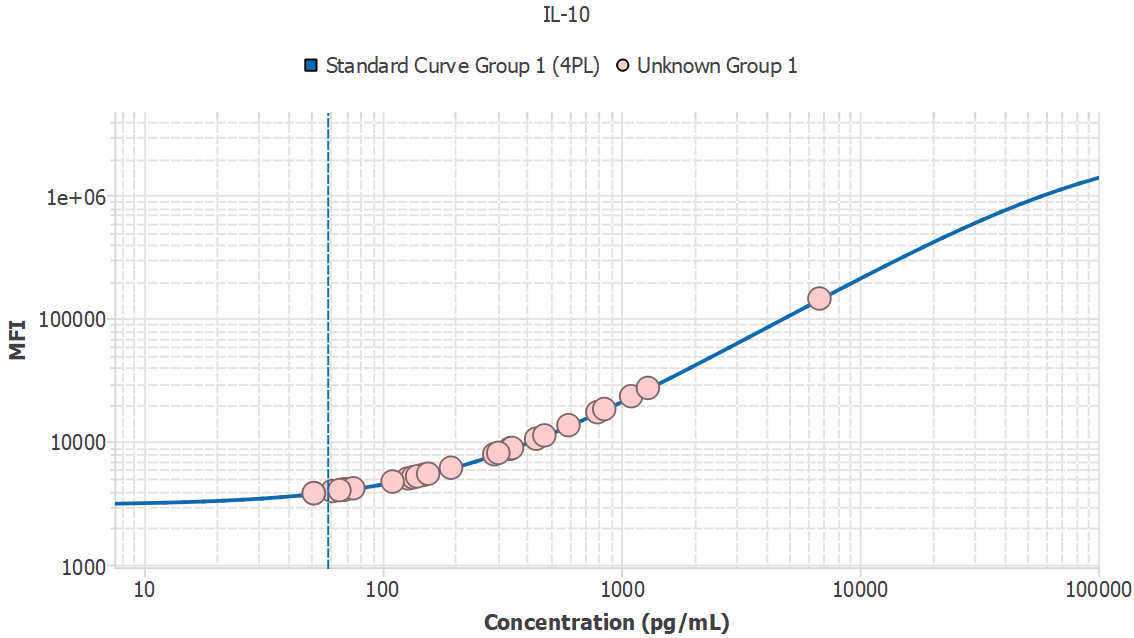 IL-10
Standard Curve Group 1 (4PL) Unknown Group 1
MFI
1e+06
100000
10000
1000
10 100 1000 10000 100000
Concentration (pg/mL)